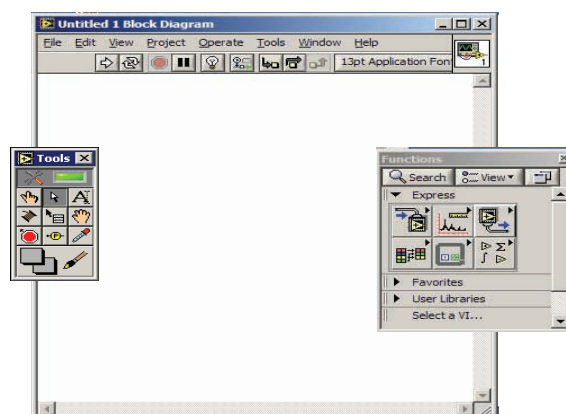 Untitled 1 Block Diagram
File Edit View Project Operate Tools Window Help
13pt Application Fon
1
Tools
A
Functions
Search View
Express
Favorites
User Libraries
Select a VI...